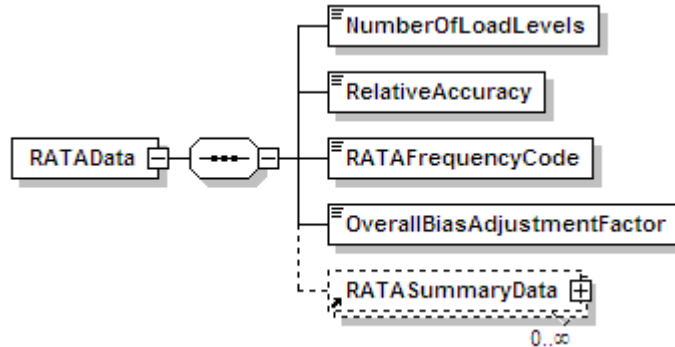 NumberOfLoadLevels
RelativeAccuracy
RATAData
RATAFrequencyCode
OverallBiasAdjustmentFactor
RATASummaryData
0..∞